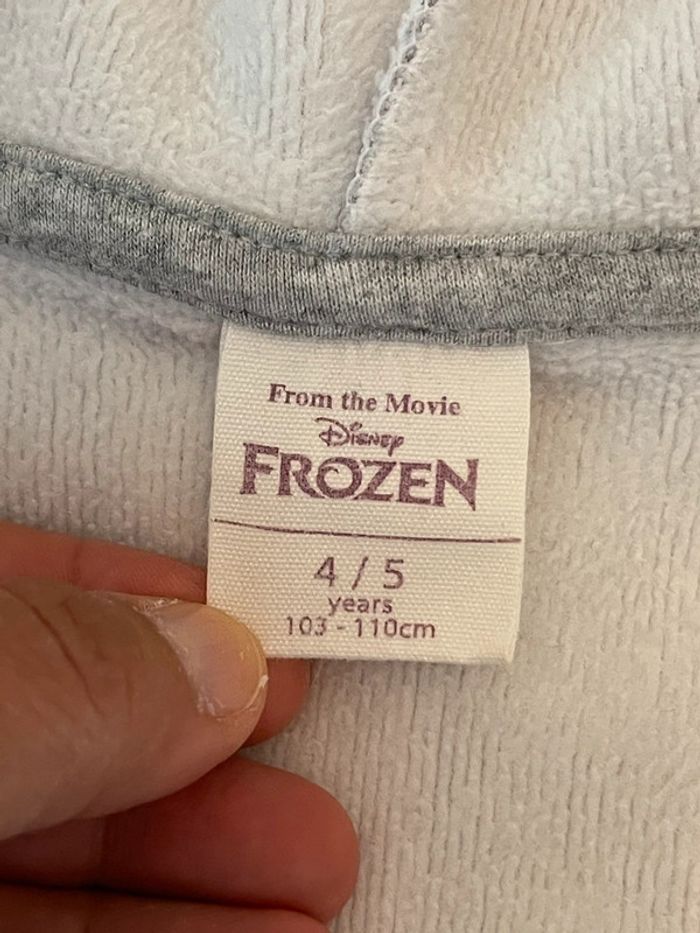 From the Movie
Disney
FROZEN
4 / 5
years
103 - 110cm